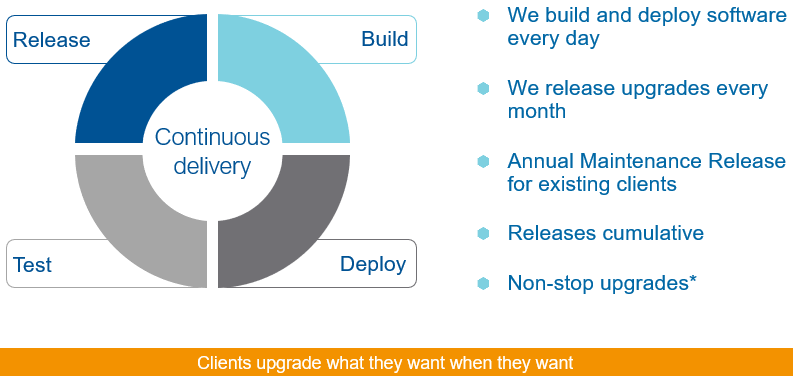 Release
Build
Continuous
delivery
Test
Deploy
We build and deploy software
every day
We release upgrades every
month
Annual Maintenance Release
for existing clients
Releases cumulative
Non-stop upgrades*
Clients upgrade what they want when they want